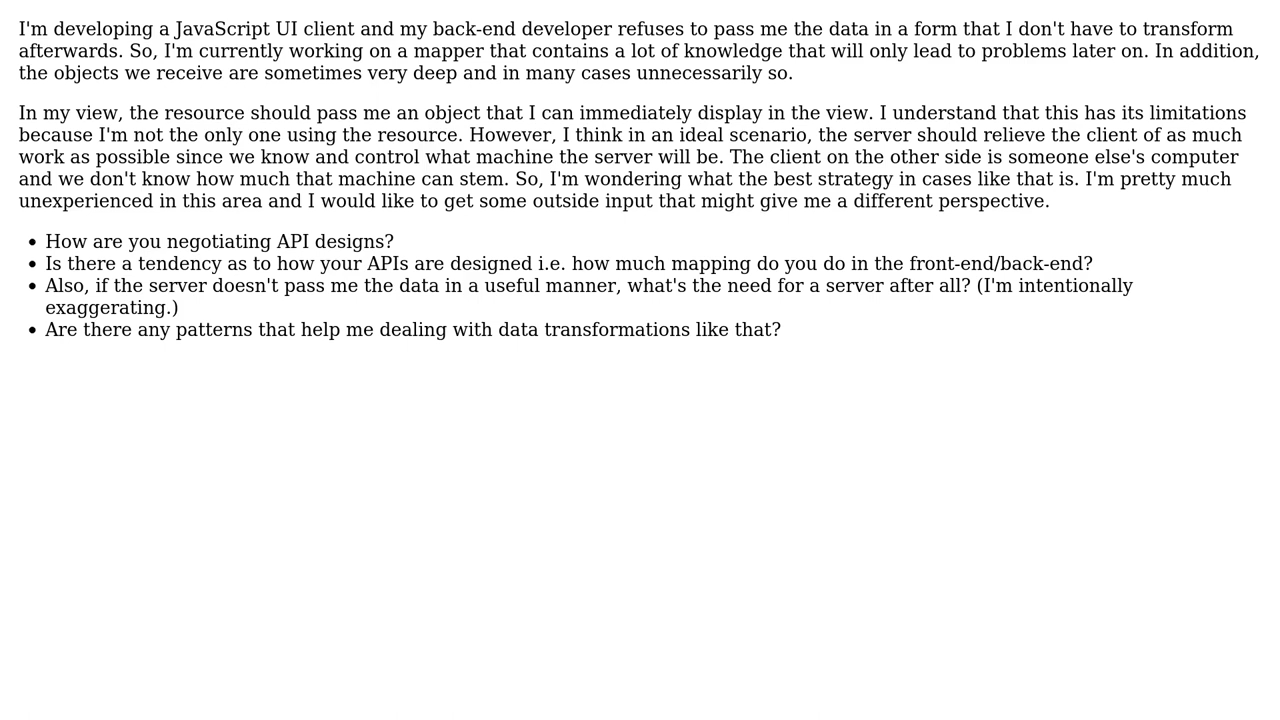 I'm developing a JavaScript UI client and my back-end developer refuses to pass me the data in a form that I don't have to transform
afterwards. So, I'm currently working on a mapper that contains a lot of knowledge that will only lead to problems later on. In addition,
the objects we receive are sometimes very deep and in many cases unnecessarily so.
In my view, the resource should pass me an object that I can immediately display in the view. I understand that this has its limitations
because I'm not the only one using the resource. However, I think in an ideal scenario, the server should relieve the client of as much
work as possible since we know and control what machine the server will be. The client on the other side is someone else's computer
and we don't know how much that machine can stem. So, I'm wondering what the best strategy in cases like that is. I'm pretty much
unexperienced in this area and I would like to get some outside input that might give me a different perspective.
• How are you negotiating API designs?
• Is there a tendency as to how your APIs are designed i.e. how much mapping do you do in the front-end/back-end?
• Also, if the server doesn't pass me the data in a useful manner, what's the need for a server after all? (I'm intentionally
exaggerating.)
• Are there any patterns that help me dealing with data transformations like that?